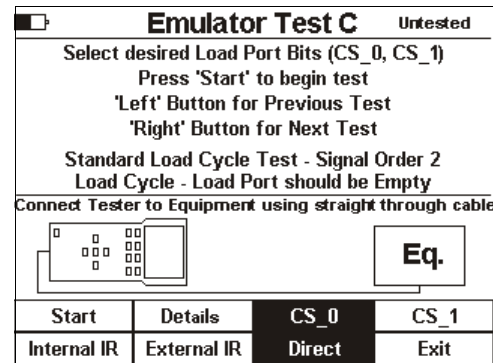 Emulator Test C Untested
Select desired Load Port Bits (CS_0, CS_1)
Press 'Start' to begin test
'Left' Button for Previous Test
'Right' Button for Next Test
Standard Load Cycle Test - Signal Order 2
Load Cycle - Load Port should be Empty
Connect Tester to Equipment using straight through cable
Eq.
Start Details CS_0 CS_1
Internal IR External IR Direct Exit